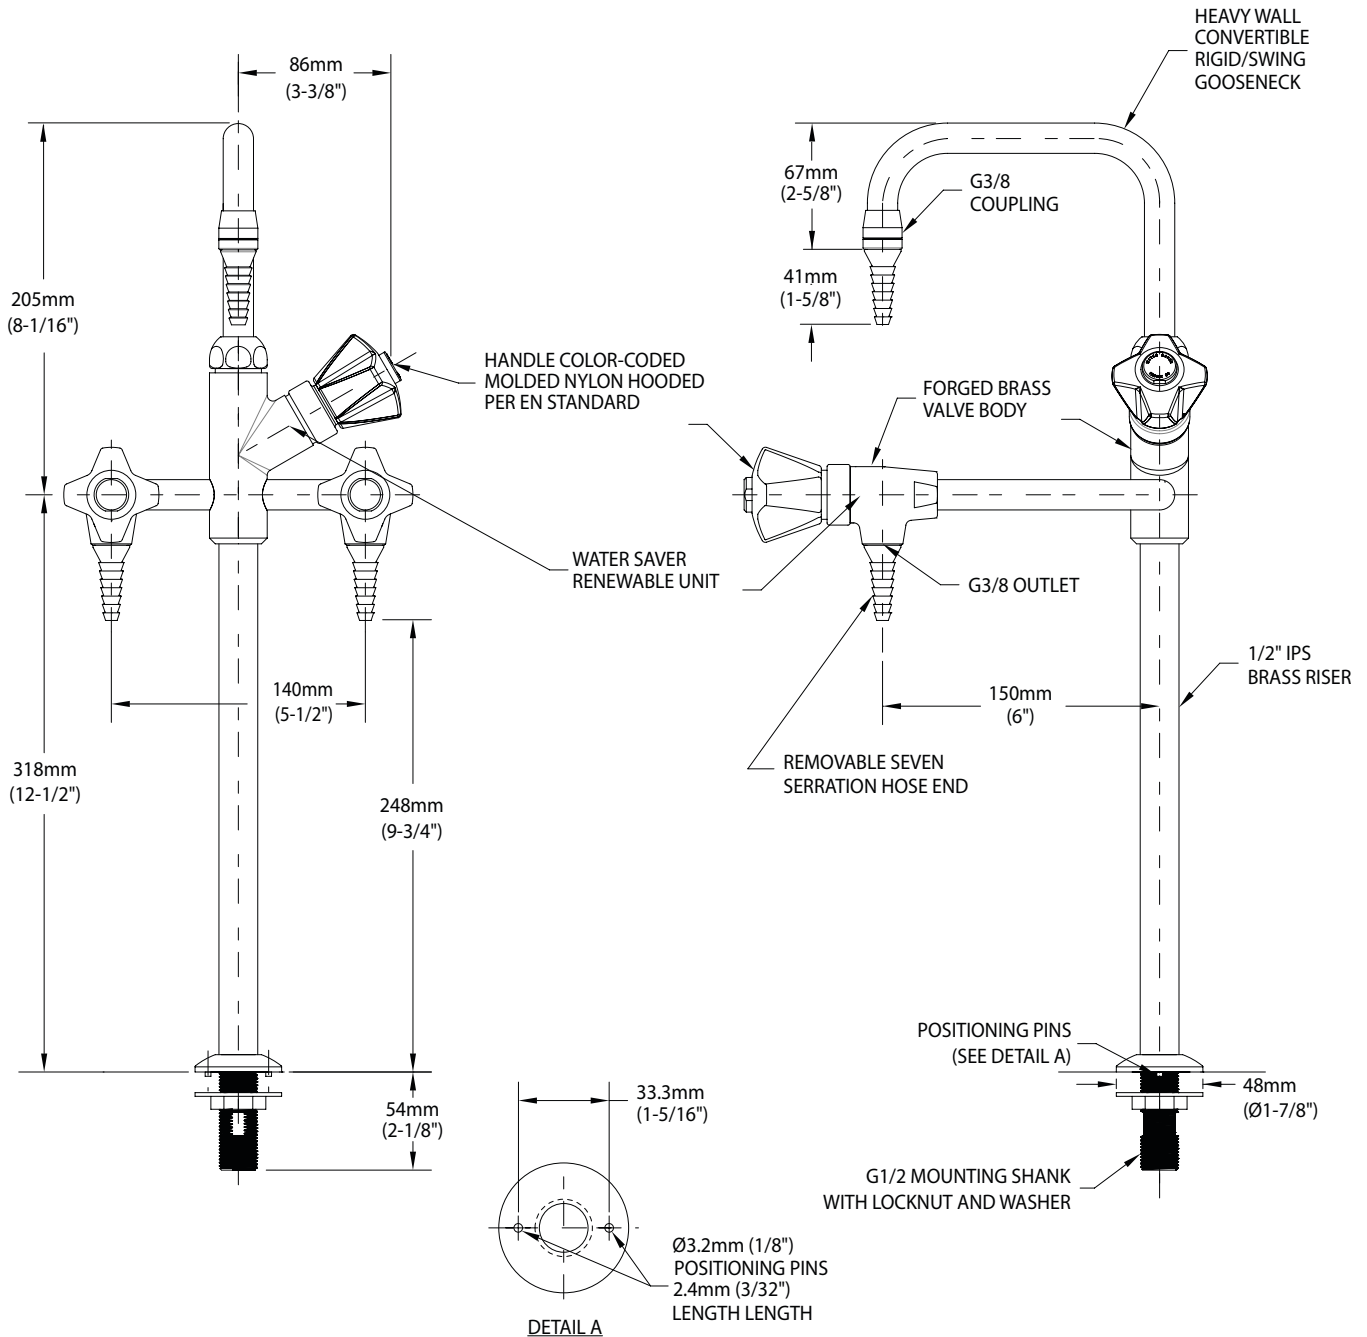 HEAVY WALL
CONVERTIBLE
RIGID/SWING
GOOSENECK
86mm
(3-3/8")
67mm
(2-5/8")
G3/8
COUPLING
41mm
(1-5/8")
205mm
(8-1/16")
HANDLE COLOR-CODED
MOLDED NYLON HOODED
PER EN STANDARD
FORGED BRASS
VALVE BODY
WATER SAVER
RENEWABLE UNIT
G3/8 OUTLET
1/2" IPS
BRASS RISER
140mm
(5-1/2")
150mm
(6")
318mm
(12-1/2")
REMOVABLE SEVEN
SERRATION HOSE END
248mm
(9-3/4")
POSITIONING PINS
(SEE DETAIL A)
33.3mm
(1-5/16")
48mm
(Ø1-7/8")
54mm
(2-1/8")
G1/2 MOUNTING SHANK
WITH LOCKNUT AND WASHER
Ø3.2mm (1/8")
POSITIONING PINS
2.4mm (3/32")
LENGTH LENGTH
DETAIL A